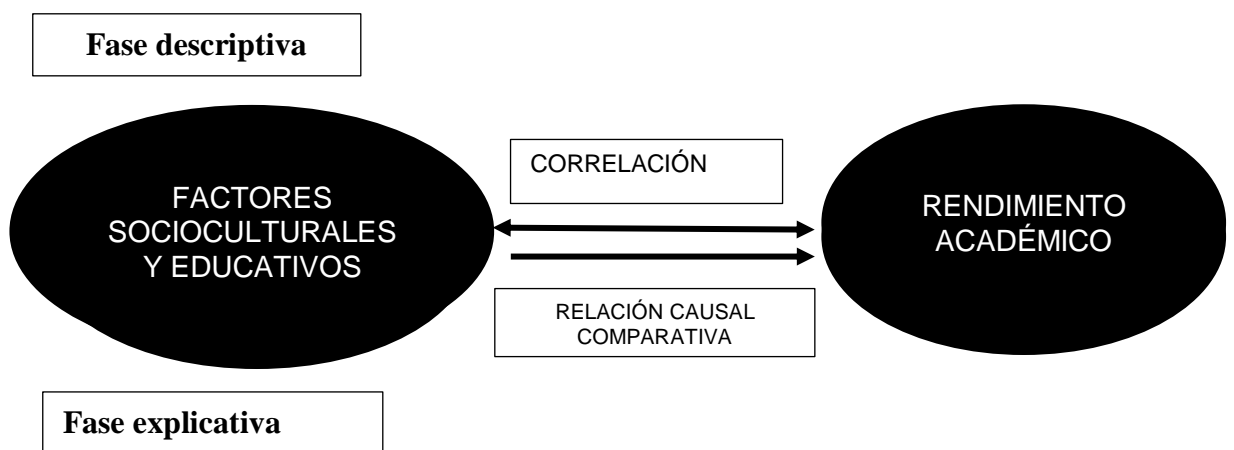 Fase descriptiva
FACTORES
SOCIOCULTURALES
Y EDUCATIVOS
CORRELACIÓN
RELACIÓN CAUSAL
COMPARATIVA
RENDIMIENTO
ACADÉMICO
Fase explicativa